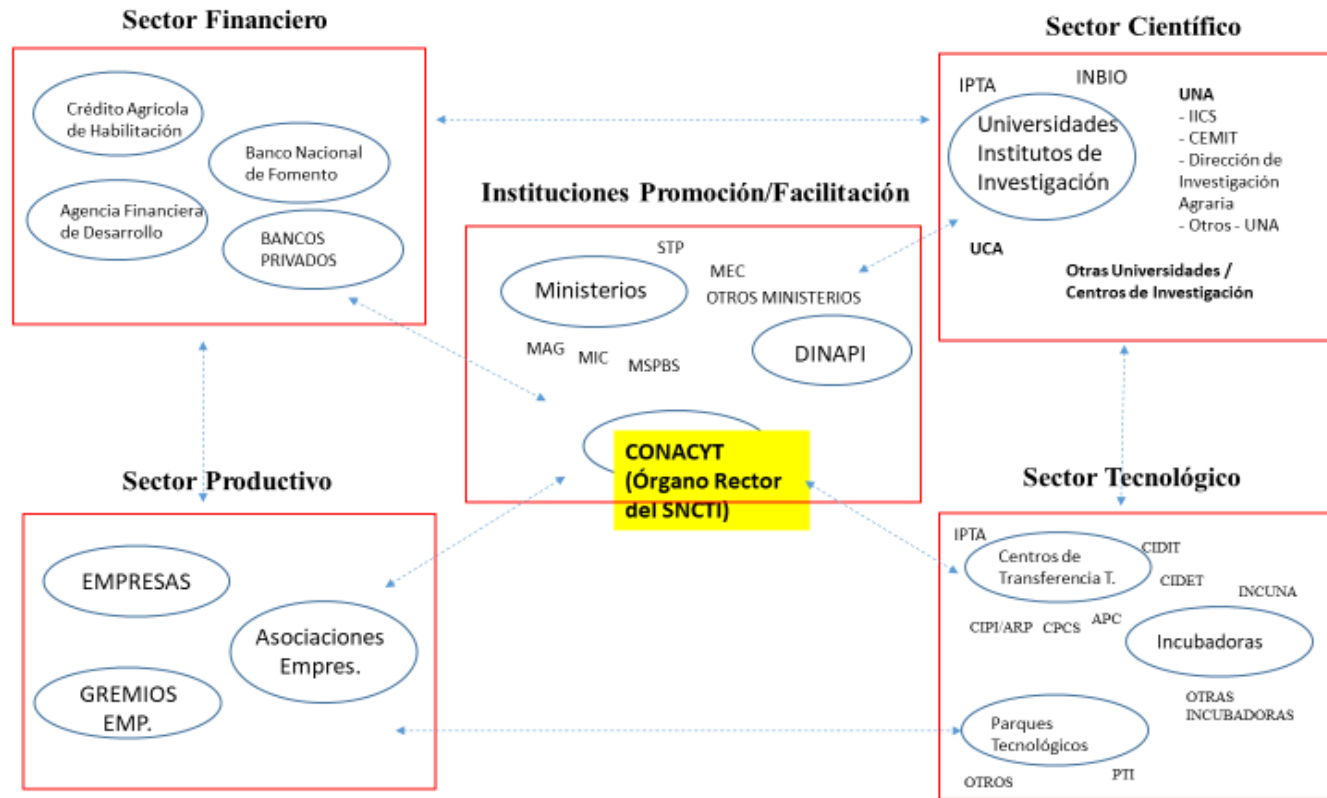 Sector Financiero
Crédito Agrícola
de Habilitación
Banco Nacional
de Fomento
Agencia Financiera
de Desarrollo
BANCOS
PRIVADOS
Sector Científico
IPTA
INBIO
Universidades
Institutos de
Investigación
UNA
- IICS
- CEMIT
- Dirección de
Investigación
Agraria
- Otros - UNA
UCA
Otras Universidades /
Centros de Investigación
Instituciones Promoción/Facilitación
STP
Ministerios
MEC
OTROS MINISTERIOS
MAG
MIC
MSPBS
DINAPI
CONACYT
(Órgano Rector
del SNCTI)
Sector Productivo
EMPRESAS
Asociaciones
Empres.
GREMIOS
EMP.
Sector Tecnológico
IPTA
Centros de
Transferencia T.
CIDIT
CIDET
INCUNA
CIPI/ARP
CPCS
APC
Incubadoras
OTRAS
INCUBADORAS
Parques
Tecnológicos
OTROS
PTI